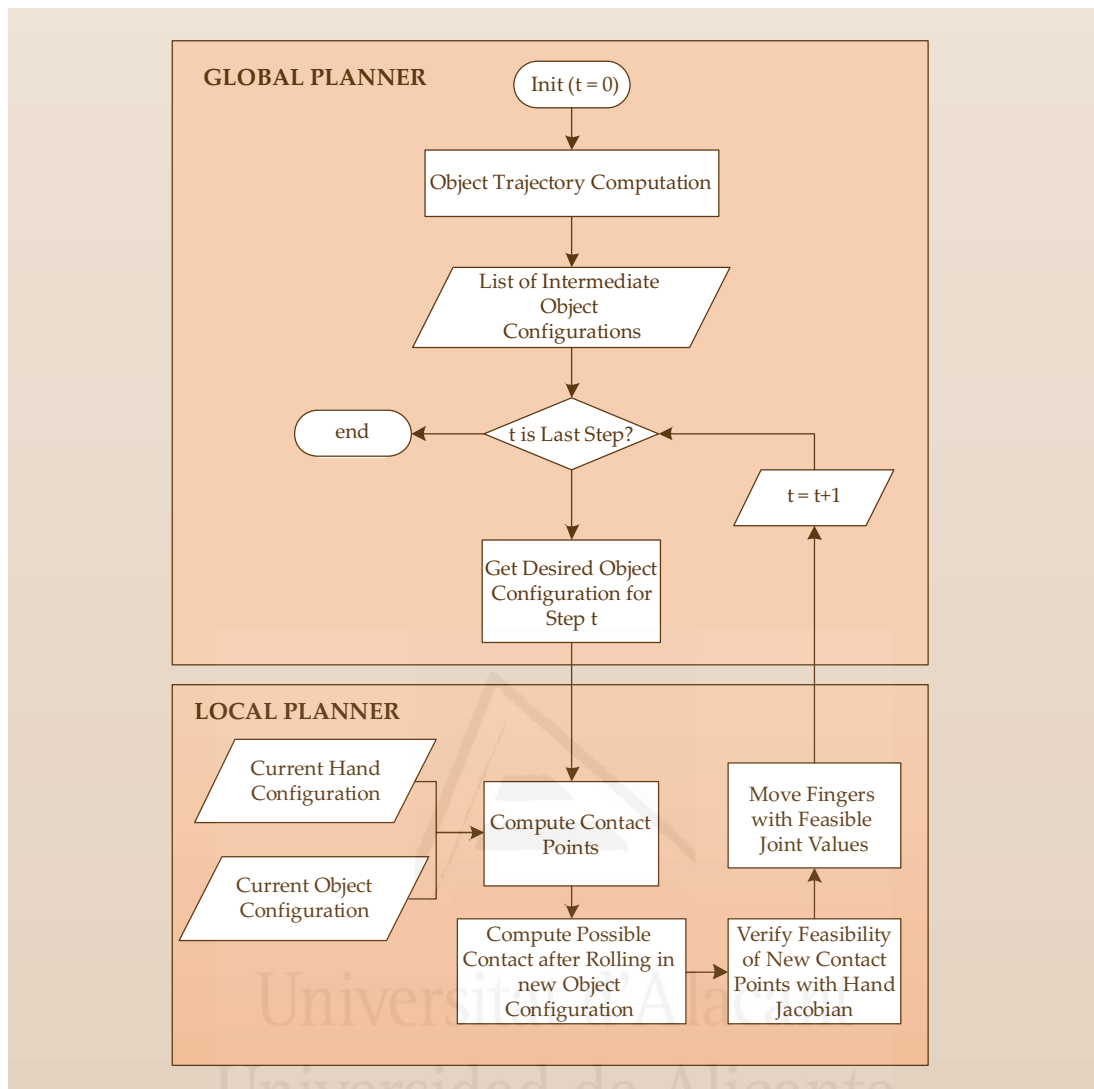 GLOBAL PLANNER
Init (t = 0)
Object Trajectory Computation
List of Intermediate
Object
Configurations
t is Last Step?
end
t = t+1
Get Desired Object
Configuration for
Step t
LOCAL PLANNER
Current Hand
Configuration
Current Object
Configuration
Compute Contact
Points
Compute Possible
Contact after Rolling in
new Object
Configuration
Verify Feasibility
of New Contact
Points with Hand
Jacobian
Move Fingers
with Feasible
Joint Values
Universitat d'Alacant
Universidad de Alicante